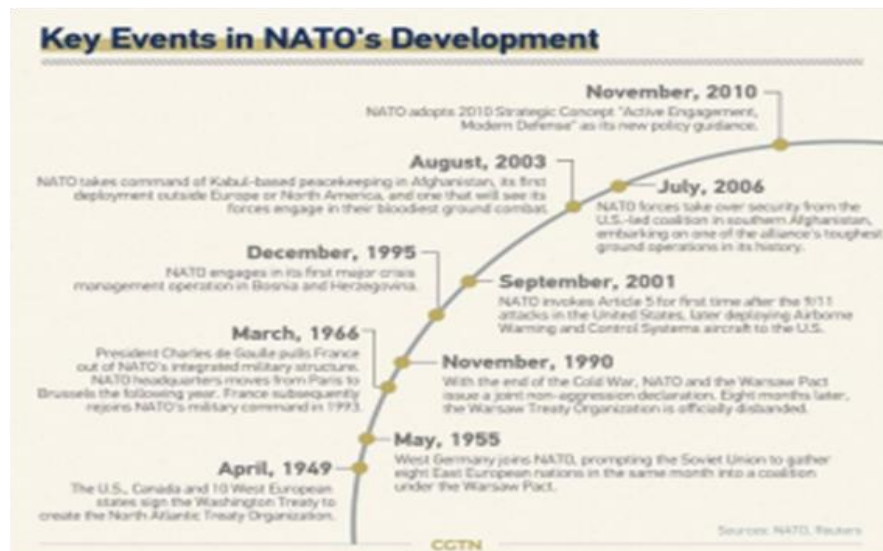 Key Events in NATO's Development
November, 2010
NATO adopts 2010 Strategic Concept "Active Engagement,
Modern Defense" as its new policy guidance.
August, 2003
NATO takes command of Kabul-based peacekeeping in Afghanistan, its first
deployment outside Europe or North America, and one that will see its
forces engage in their bloodiest ground combat.
July, 2006
NATO forces take over security from the
U.S.-led coalition in southern Afghanistan,
embarking on one of the alliance's toughest
ground operations in its history.
December, 1995
NATO engages in its first major crisis
management operation in Bosnia and Herzegovina.
September, 2001
NATO invokes Article 5 for first time after the 9/11
attacks in the United States, later deploying Airborne
Warning and Control Systems aircraft to the U.S.
March, 1966
President Charles de Gaulle pulls France
out of NATO's integrated military structure.
NATO headquarters moves from Paris to
Brussels the following year. France subsequently
rejoins NATO's military command in 1993.
November, 1990
With the end of the Cold War, NATO and the Warsaw Pact
issue a joint non-aggression declaration. Eight months later,
the Warsaw Treaty Organization is officially disbanded.
May, 1955
West Germany joins NATO, prompting the Soviet Union to gather
eight East European nations in the same month into a coalition
under the Warsaw Pact.
April, 1949
The U.S., Canada and 10 West European
states sign the Washington Treaty to
create the North Atlantic Treaty Organization.
Sources: NATO, Reuters
CGTN